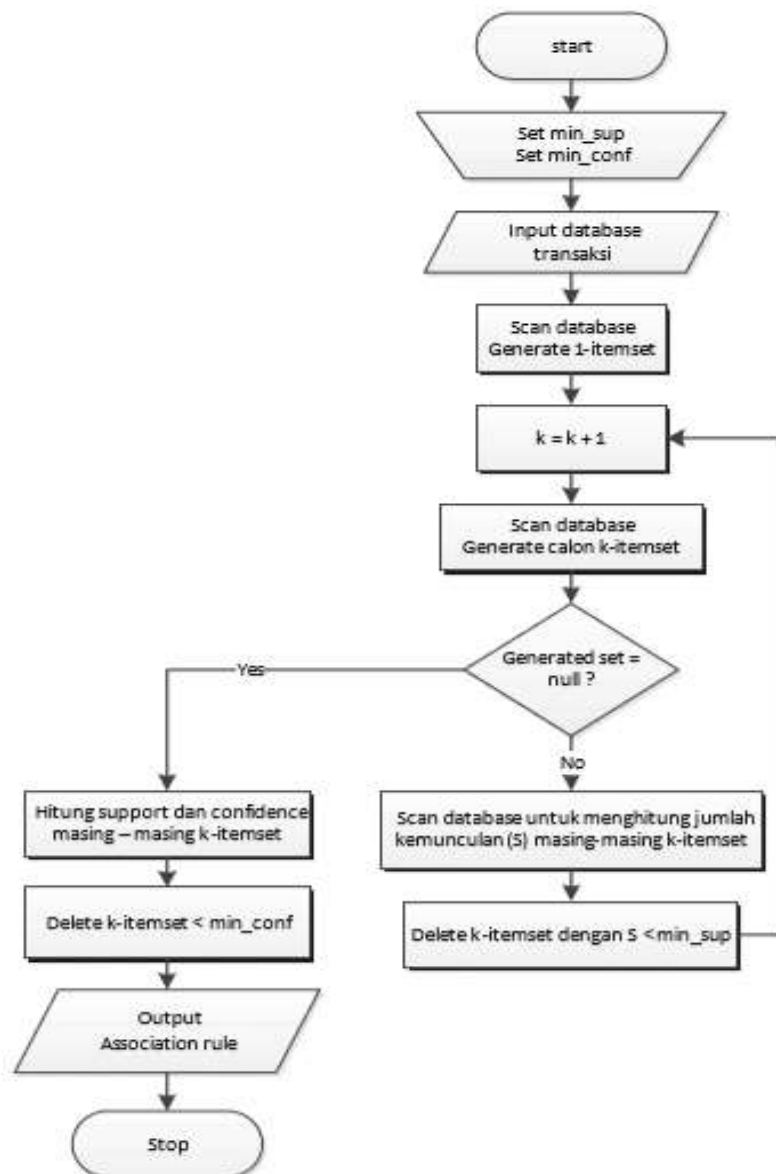 start
Set min_sup
Set min_conf
Input database
transaksi
Scan database
Generate 1-itemset
k = k + 1
Scan database
Generate calon k-itemset
Generated set =
null ?
Yes
No
Hitung support dan confidence
masing – masing k-itemset
Scan database untuk menghitung jumlah
kemunculan (S) masing-masing k-itemset
Delete k-itemset < min_conf
Delete k-itemset dengan S < min_sup
Output
Association rule
Stop